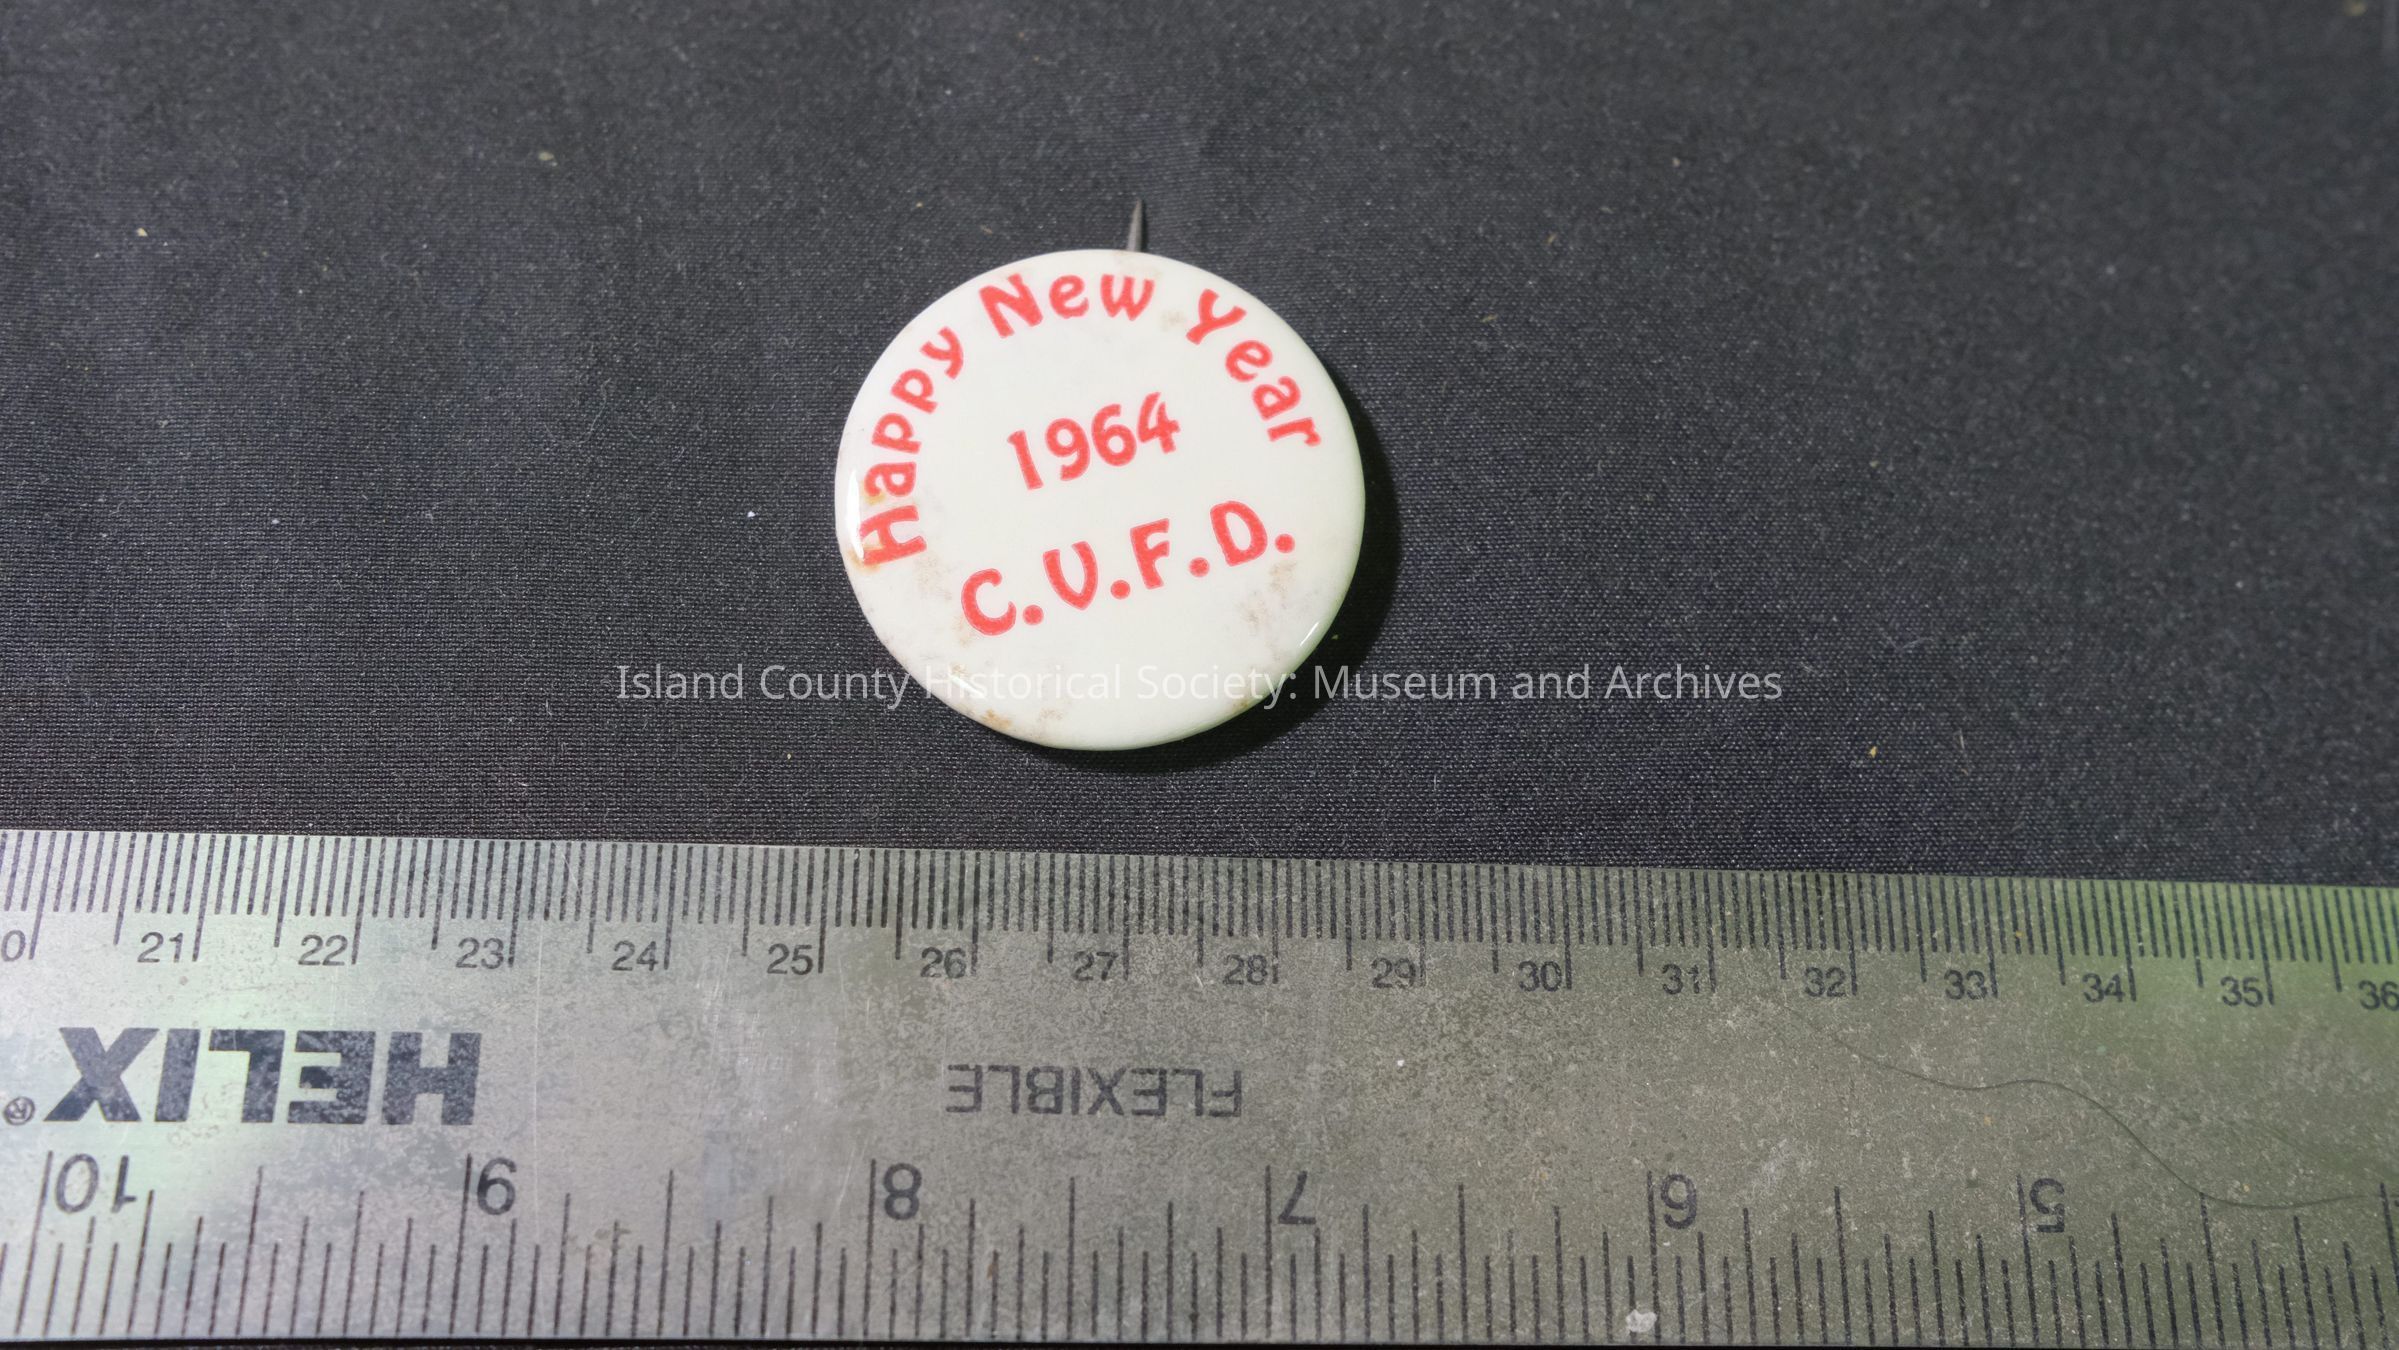 Happy New Year
1964
C.V.F.D.
Island County Historical Society: Museum and Archives
0 21 22 23 24 25 26 27 28 29 30 31 32 33 34 35 36
HELIX®
FLEXIBLE
10 9 8 7 6 5